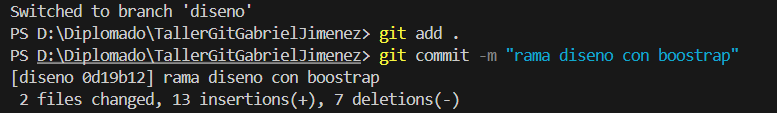 Switched to branch 'diseno'
PS D:\Diplomado\TallerGitGabrielJimenez> git add .
PS D:\Diplomado\TallerGitGabrielJimenez> git commit -m "rama diseno con boostrap"
[diseno 0d19b12] rama diseno con boostrap
 2 files changed, 13 insertions(+), 7 deletions(-)